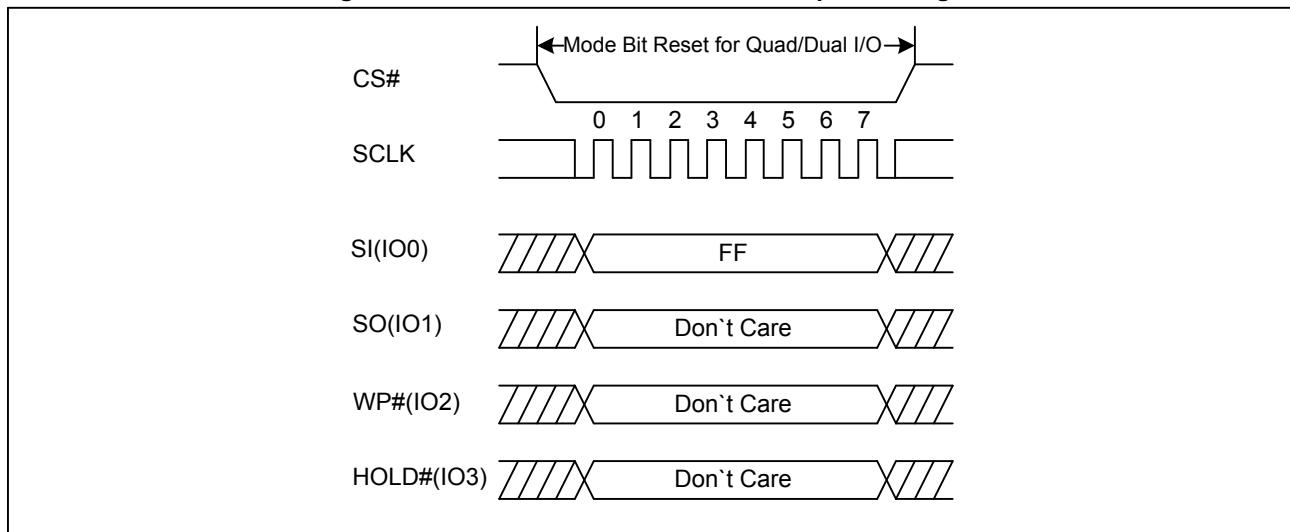 Mode Bit Reset for Quad/Dual I/O
CS#
0 1 2 3 4 5 6 7
SCLK
SI(IO0) FF
SO(IO1) Don`t Care
WP#(IO2) Don`t Care
HOLD#(IO3) Don`t Care